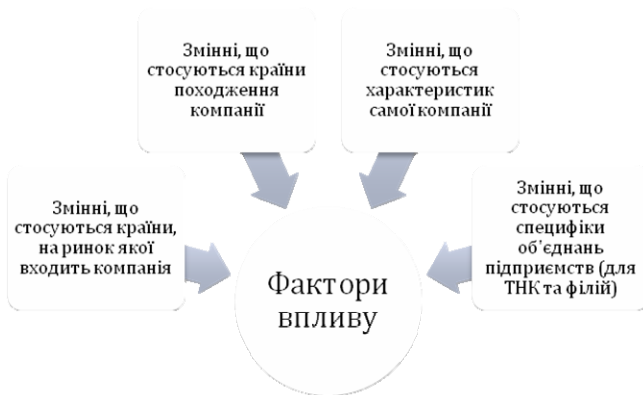 Змінні, що
стосуються країни
походження
компанії
Змінні, що
стосуються
характеристик
самої компанії
Змінні, що
стосуються країни,
на ринок якої
входить компанія
Змінні, що
стосуються
специфіки
об'єднань
підприємств (для
ТНК та філій)
Фактори
впливу